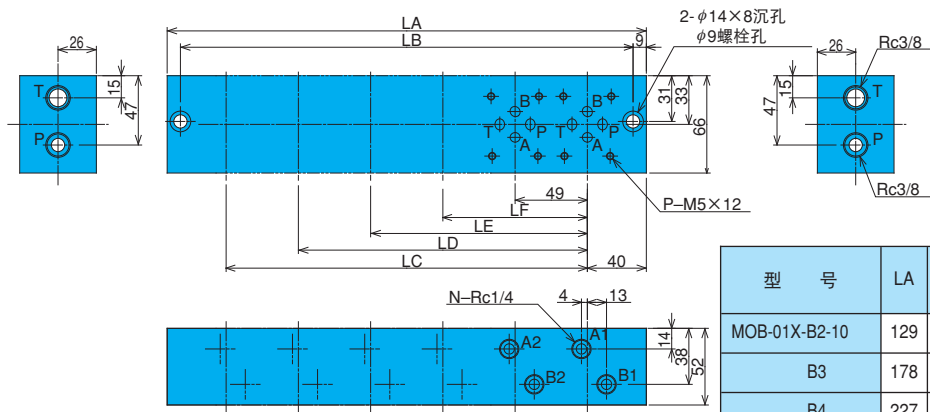 LA
LB
9
2-φ14×8沉孔
φ9螺栓孔
26
15
47
T
P
B
T
P
A
B
T
P
A
31
33
66
26
15
47
T
P
Rc3/8
Rc3/8
P–M5×12
49
LF
LE
LD
LC
40
N–Rc1/4
4
13
A2
A1
B2
B1
14
38
52
型 号
LA
MOB-01X-B2-10
129
B3
178
B4
227